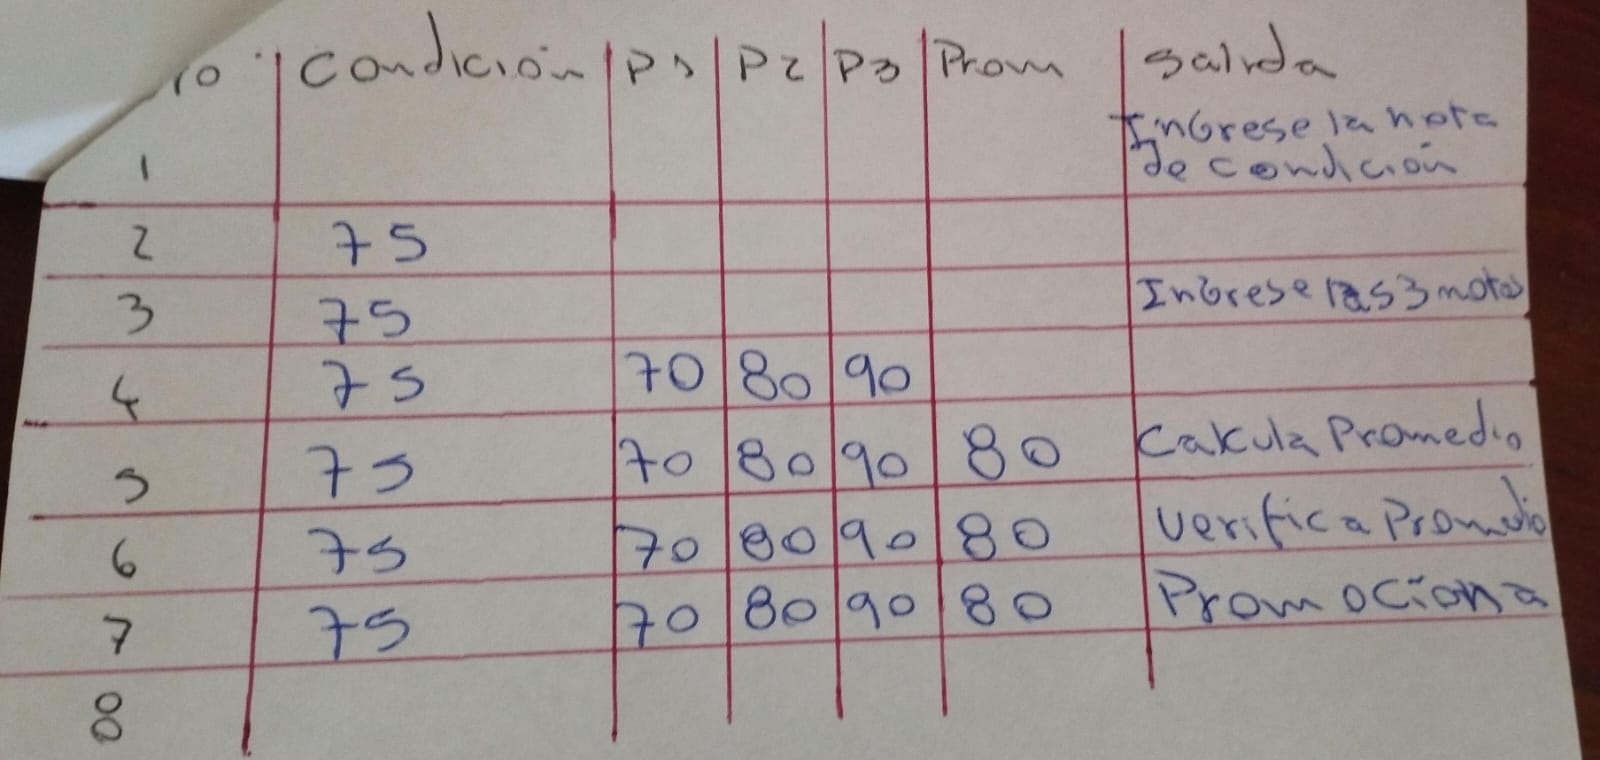 ro Condición P1 P2 P3 Prom Salida
1 Ingrese la nota
de condición
2 75
3 75 Ingrese las 3 notas
4 75 70 80 90
5 75 70 80 90 80 Calcula Promedio
6 75 70 80 90 80 Verifica Promedio
7 75 70 80 90 80 Promociona
8